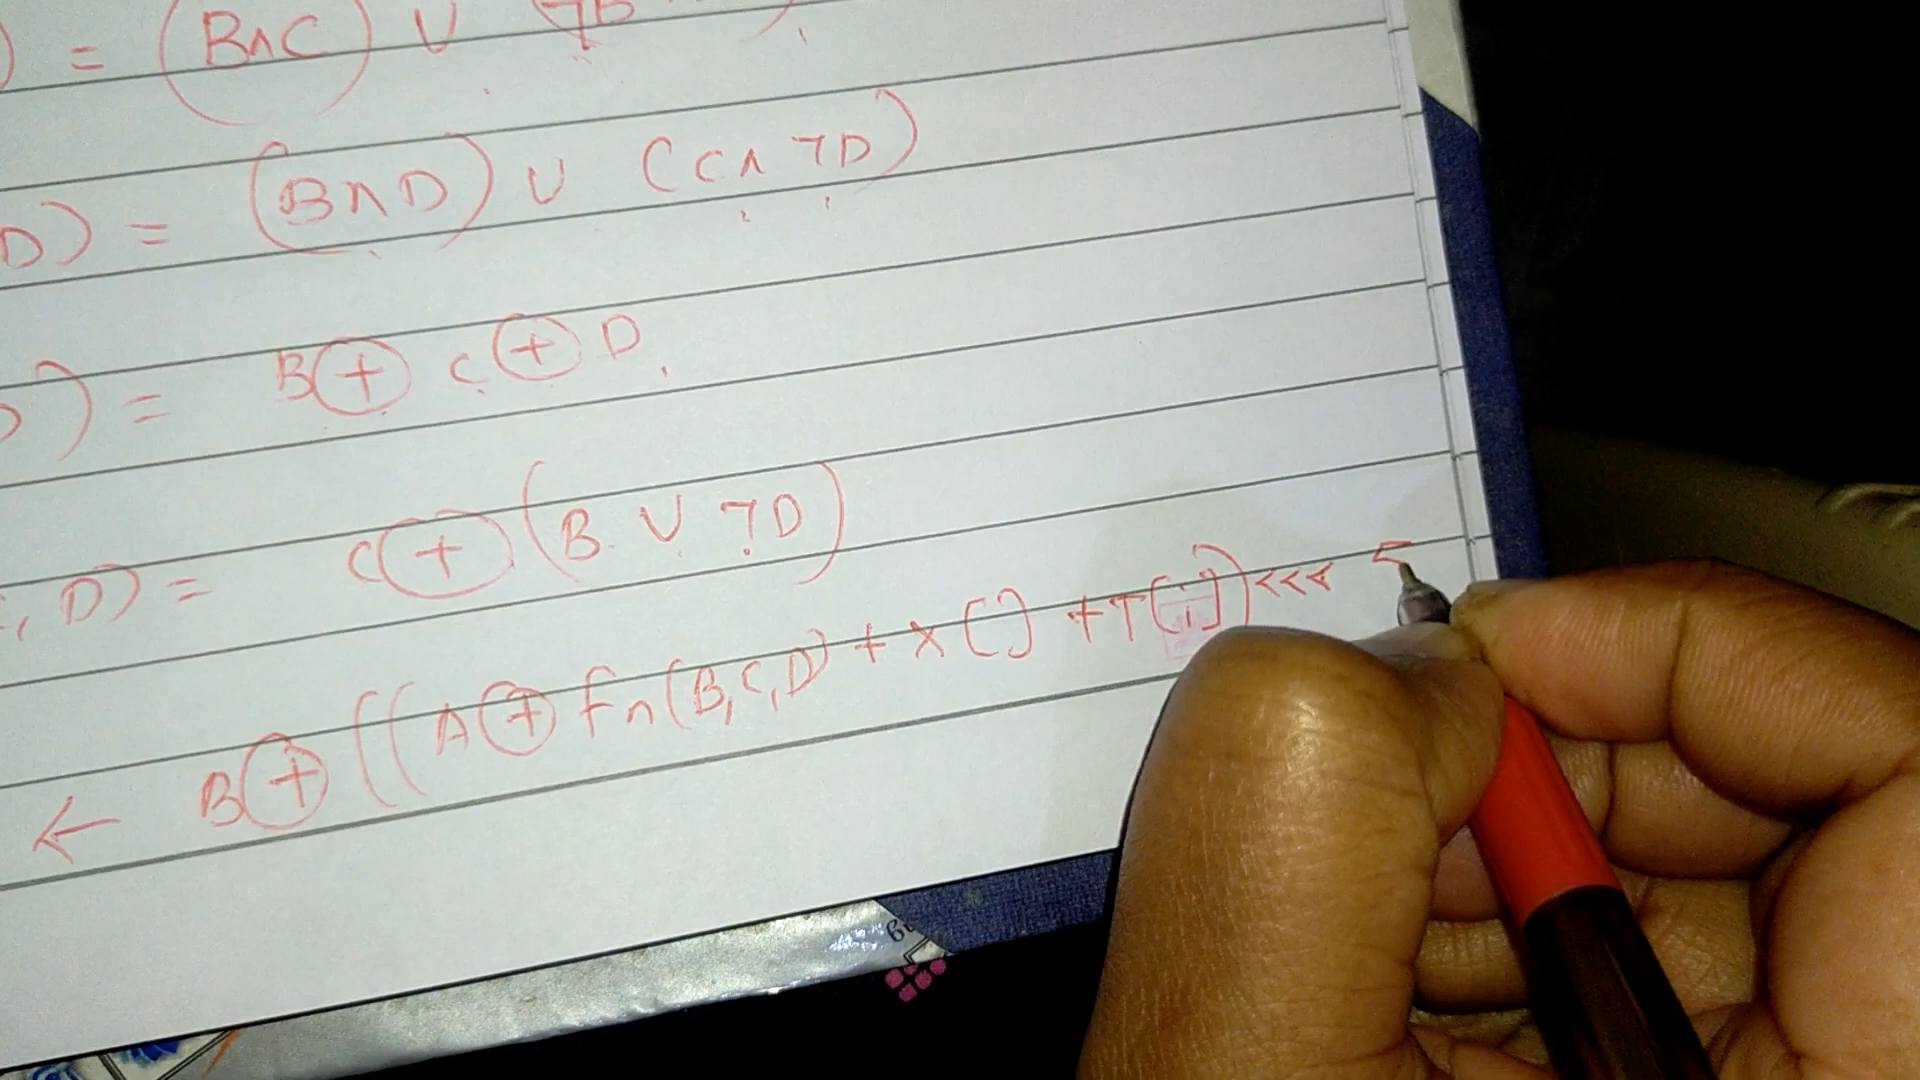 ) = (B∧C) ∨ (¬B
D) = (B∧D) ∨ (C∧ ¬D)
) = B ⊕ C ⊕ D
, D) = C ⊕ (B ∨ ¬D)
← B ⊕ ((A ⊕ Fn(B,C,D) + X[] + T[i]) <<< 5